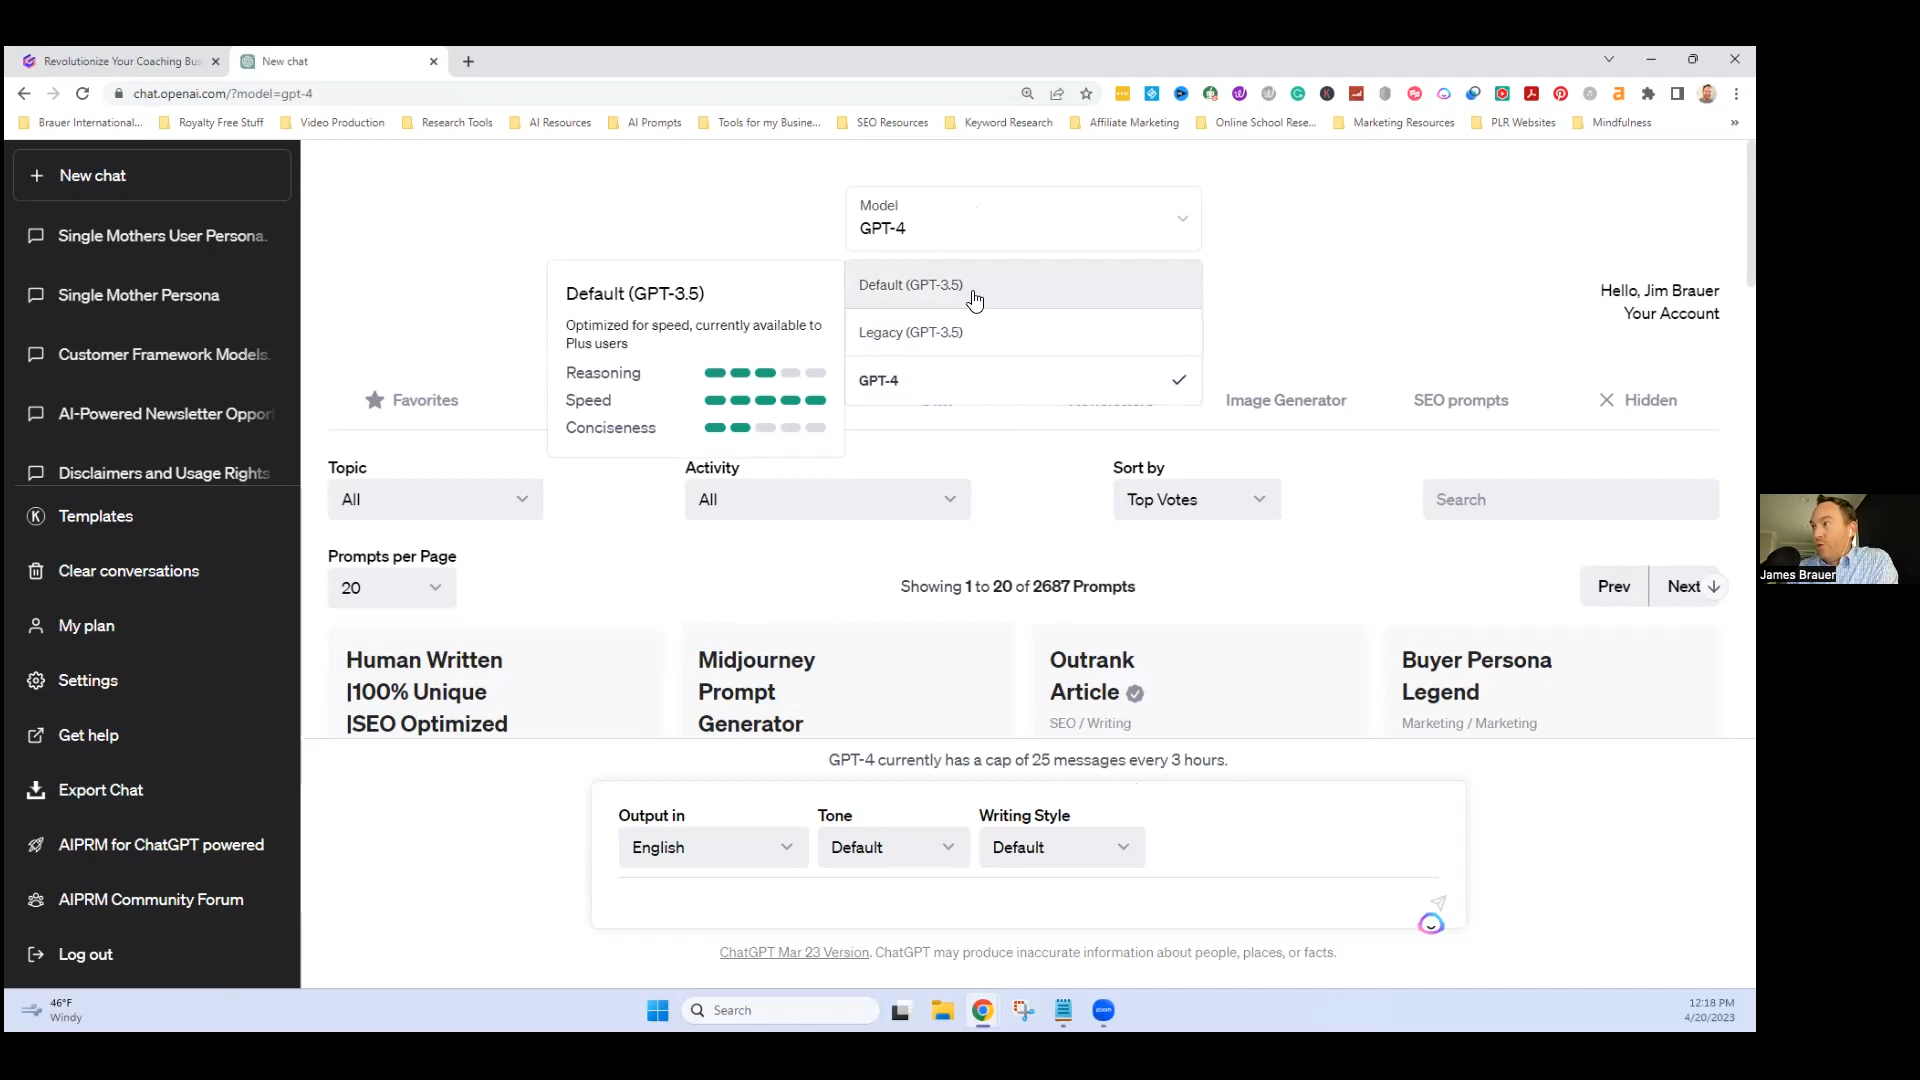 Revolutionize Your Coaching Bus
New chat
chat.openai.com/?model=gpt-4
Brauer International...
Royalty Free Stuff
Video Production
Research Tools
AI Resources
AI Prompts
Tools for my Busine...
SEO Resources
Keyword Research
Affiliate Marketing
Online School Rese...
Marketing Resources
PLR Websites
Mindfulness
»
New chat
Single Mothers User Persona.
Single Mother Persona
Customer Framework Models.
AI-Powered Newsletter Oppor
Disclaimers and Usage Rights
Templates
Clear conversations
My plan
Settings
Get help
Export Chat
AIPRM for ChatGPT powered
AIPRM Community Forum
Log out
Model
GPT-4
Default (GPT-3.5)
Legacy (GPT-3.5)
GPT-4
Default (GPT-3.5)
Optimized for speed, currently available to
Plus users
Reasoning
Speed
Conciseness
Hello, Jim Brauer
Your Account
Favorites
Image Generator
SEO prompts
Hidden
Topic
All
Activity
All
Sort by
Top Votes
Search
Prompts per Page
20
Showing 1 to 20 of 2687 Prompts
Prev
Next
Human Written
|100% Unique
|SEO Optimized
Midjourney
Prompt
Generator
Outrank
Article
SEO / Writing
Buyer Persona
Legend
Marketing / Marketing
GPT-4 currently has a cap of 25 messages every 3 hours.
Output in
English
Tone
Default
Writing Style
Default
ChatGPT Mar 23 Version. ChatGPT may produce inaccurate information about people, places, or facts.
James Brauer
46°F
Windy
Search
zoom
12:18 PM
4/20/2023